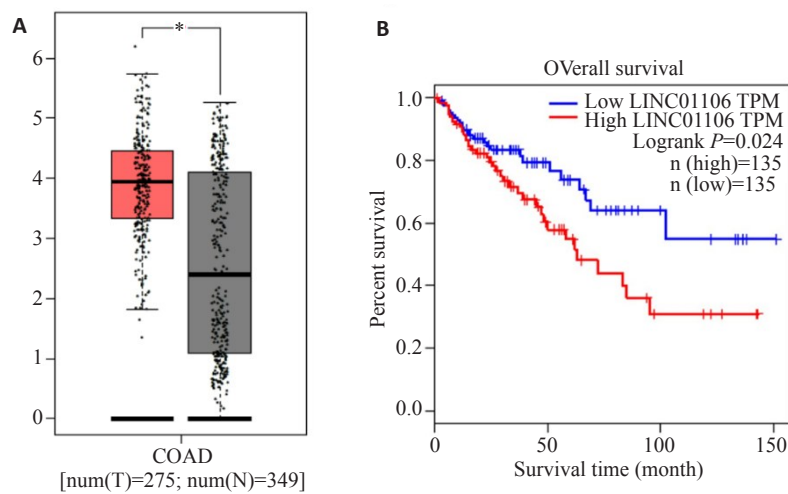 A
*
6
5
4
3
2
1
0
COAD
[num(T)=275; num(N)=349]
B
OVerall survival
Low LINC01106 TPM
High LINC01106 TPM
Logrank P=0.024
n (high)=135
n (low)=135
Percent survival
1.0
0.8
0.6
0.4
0.2
0.0
0 50 100 150
Survival time (month)